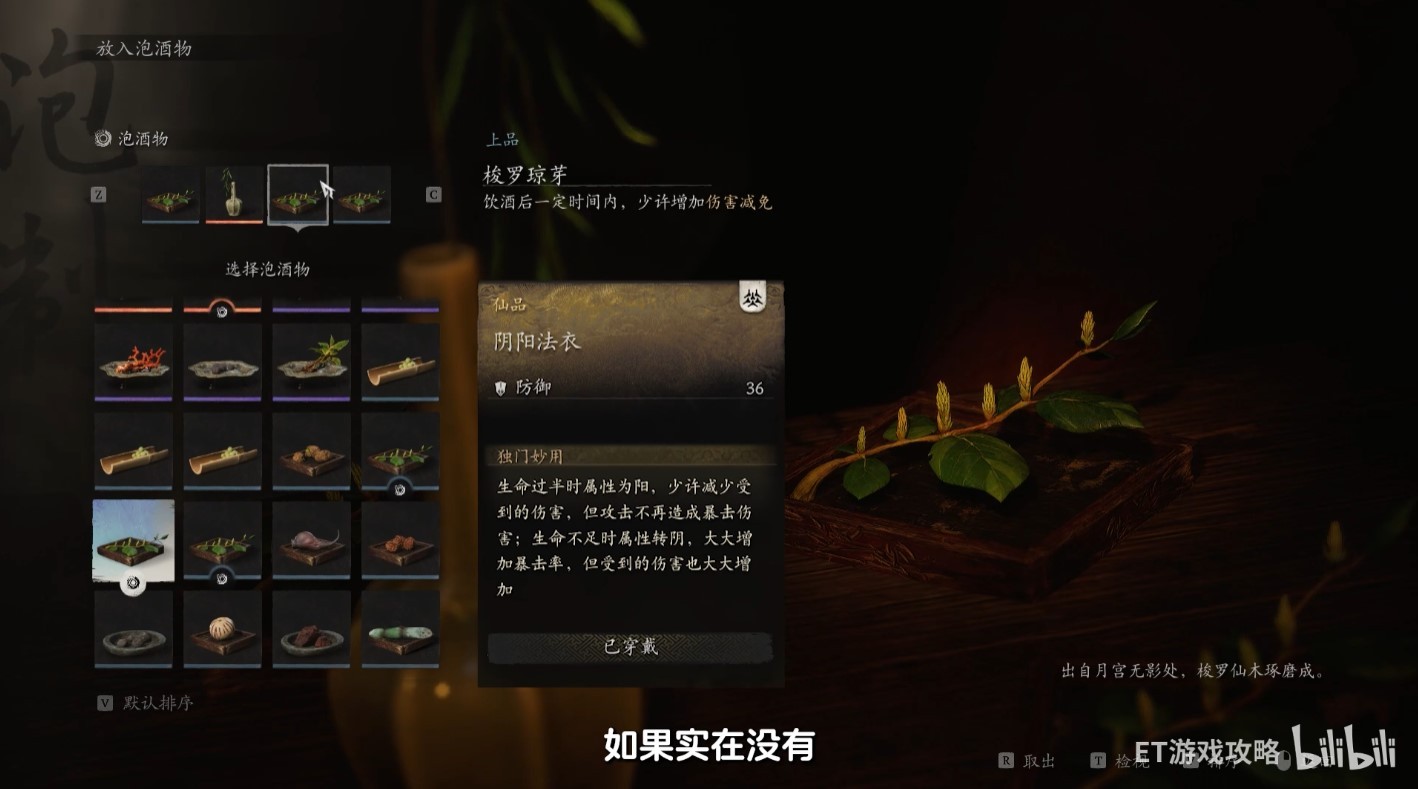 放入泡酒物
泡
制
泡酒物
Z
C
选择泡酒物
上品
梭罗琼芽
饮酒后一定时间内，少许增加伤害减免
仙品
阴阳法衣
防御
36
独门妙用
生命过半时属性为阳，少许减少受
到的伤害，但攻击不再造成暴击伤
害；生命不足时属性转阴，大大增
加暴击率，但受到的伤害也大大增
加
已穿戴
出自月宫无影处，梭罗仙木琢磨成。
V 默认排序
如果实在没有
R 取出
T 检视
ET游戏攻略
bilibili